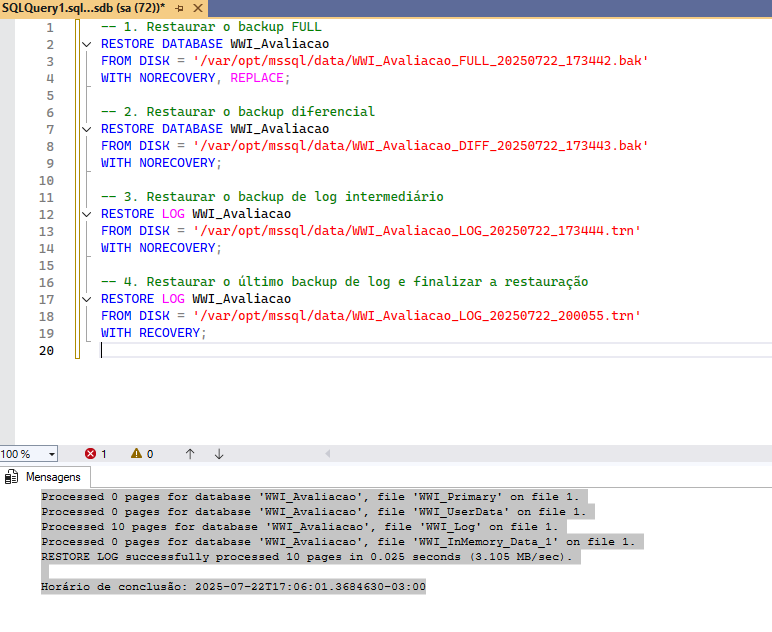 SQLQuery1.sql...sdb (sa (72))*
1 -- 1. Restaurar o backup FULL
2 RESTORE DATABASE WWI_Avaliacao
3 FROM DISK = '/var/opt/mssql/data/WWI_Avaliacao_FULL_20250722_173442.bak'
4 WITH NORECOVERY, REPLACE;
5
6 -- 2. Restaurar o backup diferencial
7 RESTORE DATABASE WWI_Avaliacao
8 FROM DISK = '/var/opt/mssql/data/WWI_Avaliacao_DIFF_20250722_173443.bak'
9 WITH NORECOVERY;
10
11 -- 3. Restaurar o backup de log intermediário
12 RESTORE LOG WWI_Avaliacao
13 FROM DISK = '/var/opt/mssql/data/WWI_Avaliacao_LOG_20250722_173444.trn'
14 WITH NORECOVERY;
15
16 -- 4. Restaurar o último backup de log e finalizar a restauração
17 RESTORE LOG WWI_Avaliacao
18 FROM DISK = '/var/opt/mssql/data/WWI_Avaliacao_LOG_20250722_200055.trn'
19 WITH RECOVERY;
20
100 % 1 0
Mensagens
Processed 0 pages for database 'WWI_Avaliacao', file 'WWI_Primary' on file 1.
Processed 0 pages for database 'WWI_Avaliacao', file 'WWI_UserData' on file 1.
Processed 10 pages for database 'WWI_Avaliacao', file 'WWI_Log' on file 1.
Processed 0 pages for database 'WWI_Avaliacao', file 'WWI_InMemory_Data_1' on file 1.
RESTORE LOG successfully processed 10 pages in 0.025 seconds (3.105 MB/sec).
Horário de conclusão: 2025-07-22T17:06:01.3684630-03:00